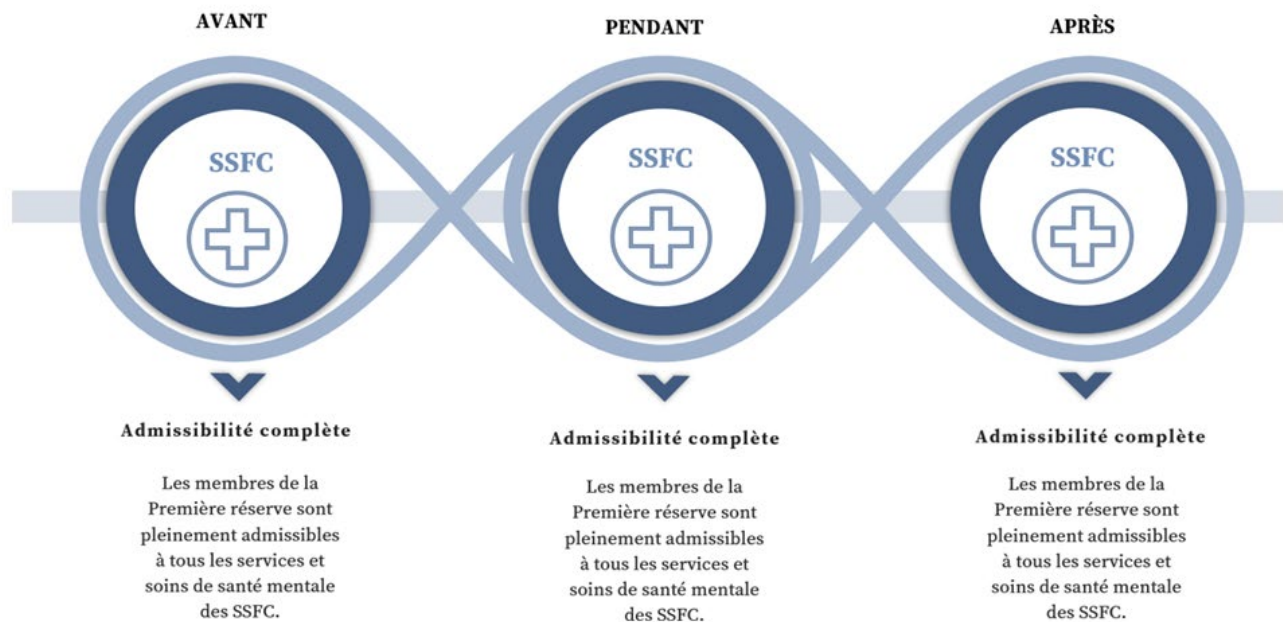 AVANT
SSFC
Admissibilité complète
Les membres de la
Première réserve sont
pleinement admissibles
à tous les services et
soins de santé mentale
des SSFC.
PENDANT
SSFC
Admissibilité complète
Les membres de la
Première réserve sont
pleinement admissibles
à tous les services et
soins de santé mentale
des SSFC.
APRÈS
SSFC
Admissibilité complète
Les membres de la
Première réserve sont
pleinement admissibles
à tous les services et
soins de santé mentale
des SSFC.